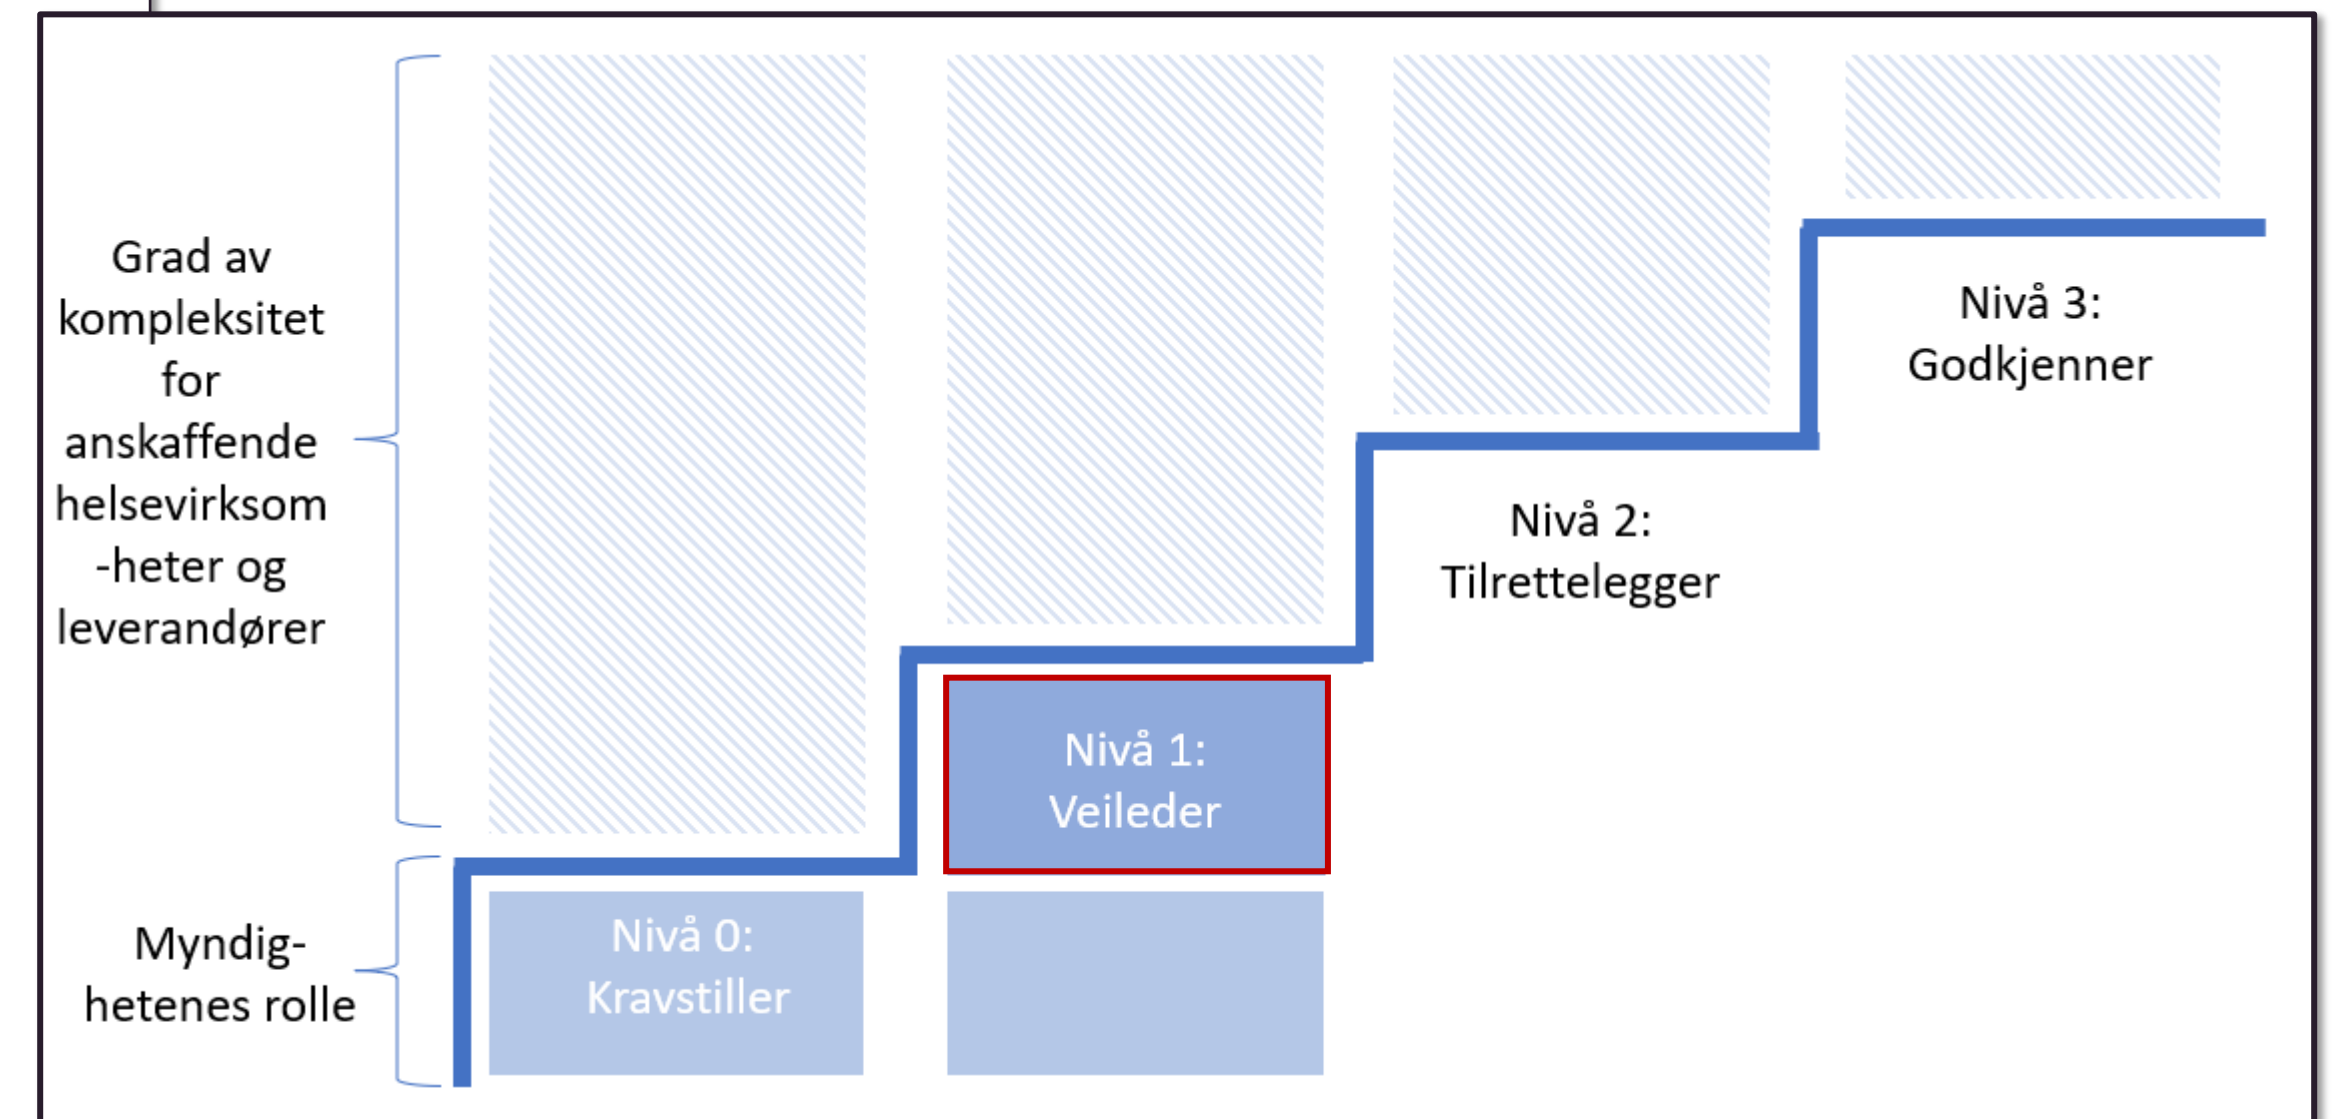 Grad av
kompleksitet
for
anskaffende
helsevirksom
-heter og
leverandører
Myndig-
hetenes rolle
Nivå 0:
Kravstiller
Nivå 1:
Veileder
Nivå 2:
Tilrettelegger
Nivå 3:
Godkjenner